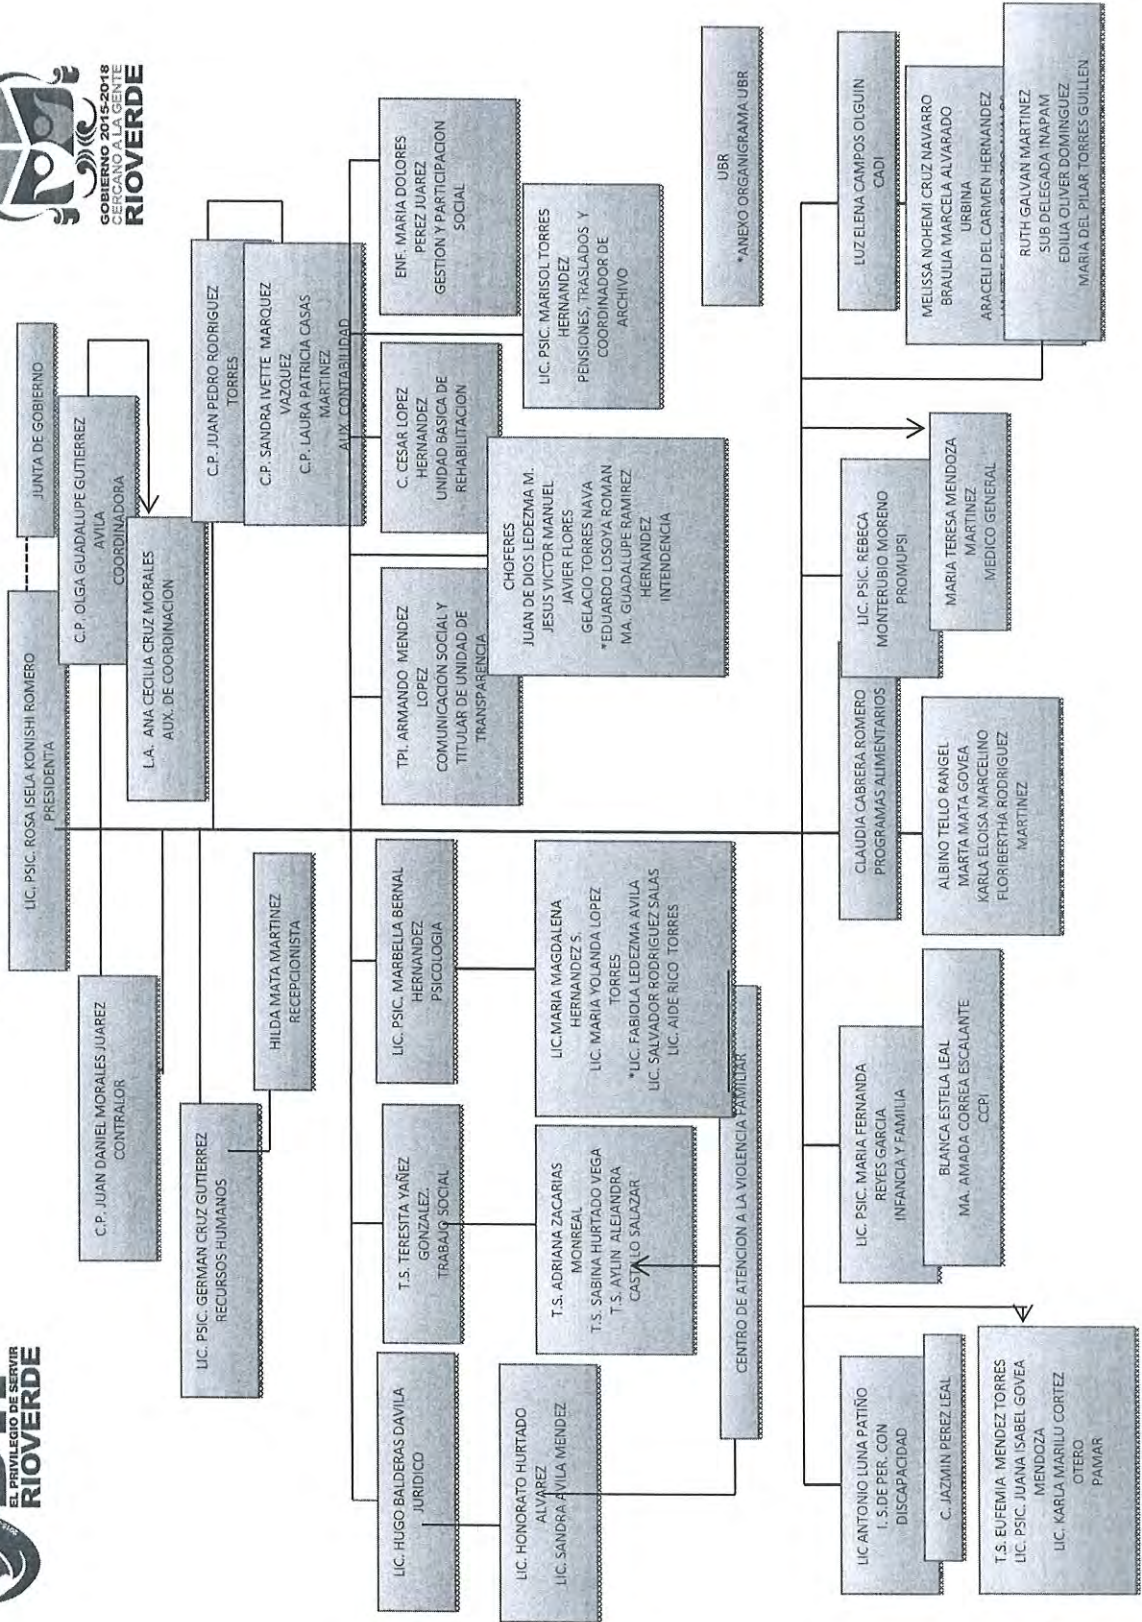 EL PRIVILEGIO DE SERVIR
RIOVERDE
GOBIERNO 2015-2018
CERCANO A LA GENTE
RIOVERDE
LIC. PSIC. ROSA ISELA KONISHI ROMERO
PRESIDENTA
JUNTA DE GOBIERNO
C.P. JUAN DANIEL MORALES JUAREZ
CONTRALOR
C.P. OLGA GUADALUPE GUTIERREZ
AVILA
COORDINADORA
L.A. ANA CECILIA CRUZ MORALES
AUX. DE COORDINACION
LIC. PSIC. GERMAN CRUZ GUTIERREZ
RECURSOS HUMANOS
HILDA MATA MARTINEZ
RECEPCIONISTA
C.P. JUAN PEDRO RODRIGUEZ
TORRES
C.P. SANDRA IVETTE MARQUEZ
VAZQUEZ
C.P. LAURA PATRICIA CASAS
MARTINEZ
AUX. CONTABILIDAD
LIC. HUGO BALDERAS DAVILA
JURIDICO
T.S. TERESITA YAÑEZ
GONZALEZ.
TRABAJO SOCIAL
LIC. PSIC. MARBELLA BERNAL
HERNANDEZ
PSICOLOGIA
TPI. ARMANDO MENDEZ
LOPEZ
COMUNICACIÓN SOCIAL Y
TITULAR DE UNIDAD DE
TRANSPARENCIA
C. CESAR LOPEZ
HERNANDEZ
UNIDAD BASICA DE
REHABILITACION
ENF. MARIA DOLORES
PEREZ JUAREZ
GESTION Y PARTICIPACION
SOCIAL
LIC. HONORATO HURTADO
ALVAREZ
LIC. SANDRA AVILA MENDEZ
T.S. ADRIANA ZACARIAS
MONREAL
T.S. SABINA HURTADO VEGA
T.S. AYLIN ALEJANDRA
CASTILLO SALAZAR
LIC.MARIA MAGDALENA
HERNANDEZ S.
LIC. MARIA YOLANDA LOPEZ
TORRES
*LIC. FABIOLA LEDEZMA AVILA
LIC. SALVADOR RODRIGUEZ SALAS
LIC. AIDE RICO TORRES
CHOFERES
JUAN DE DIOS LEDEZMA M.
JESUS VICTOR MANUEL
JAVIER FLORES
GELACIO TORRES NAVA
*EDUARDO LOSOYA ROMAN
MA. GUADALUPE RAMIREZ
HERNANDEZ
INTENDENCIA
LIC. PSIC. MARISOL TORRES
HERNANDEZ
PENSIONES, TRASLADOS Y
COORDINADOR DE
ARCHIVO
CENTRO DE ATENCION A LA VIOLENCIA FAMILIAR
UBR
*ANEXO ORGANIGRAMA UBR
LIC ANTONIO LUNA PATIÑO
I. S.DE PER. CON
DISCAPACIDAD
C. JAZMIN PEREZ LEAL
T.S. EUFEMIA MENDEZ TORRES
LIC. PSIC. JUANA ISABEL GOVEA
MENDOZA
LIC. KARLA MARILU CORTEZ
OTERO
PAMAR
LIC. PSIC. MARIA FERNANDA
REYES GARCIA
INFANCIA Y FAMILIA
BLANCA ESTELA LEAL
MA. AMADA CORREA ESCALANTE
CCPI
CLAUDIA CABRERA ROMERO
PROGRAMAS ALIMENTARIOS
ALBINO TELLO RANGEL
MARTA MATA GOVEA
KARLA ELOISA MARCELINO
FLORIBERTHA RODRIGUEZ
MARTINEZ
LIC. PSIC. REBECA
MONTERUBIO MORENO
PROMUPSI
MARIA TERESA MENDOZA
MARTINEZ
MEDICO GENERAL
LUZ ELENA CAMPOS OLGUIN
CADI
MELISSA NOHEMI CRUZ NAVARRO
BRAULIA MARCELA ALVARADO
URBINA
ARACELI DEL CARMEN HERNANDEZ
RUTH GALVAN MARTINEZ
SUB DELEGADA INAPAM
EDILIA OLIVER DOMINGUEZ
MARIA DEL PILAR TORRES GUILLEN